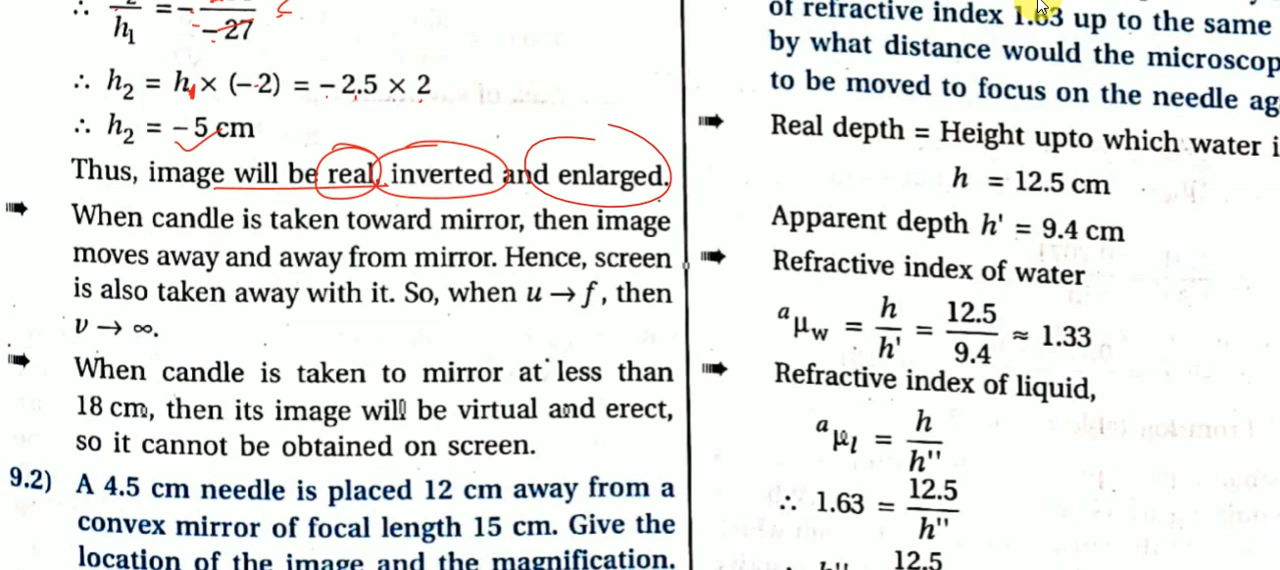 ∴ h₁ = - -27
∴ h₂ = h₁ × (-2) = - 2.5 × 2
∴ h₂ = - 5 cm
Thus, image will be real, inverted and enlarged.
When candle is taken toward mirror, then image
moves away and away from mirror. Hence, screen
is also taken away with it. So, when u → f, then
ν → ∞.
When candle is taken to mirror at less than
18 cm, then its image will be virtual and erect,
so it cannot be obtained on screen.
9.2) A 4.5 cm needle is placed 12 cm away from a
convex mirror of focal length 15 cm. Give the
location of the image and the magnification.
of refractive index 1.63 up to the same
by what distance would the microscop
to be moved to focus on the needle ag
Real depth = Height upto which water i
h = 12.5 cm
Apparent depth h' = 9.4 cm
Refractive index of water
ᵃμw = h/h' = 12.5/9.4 ≈ 1.33
Refractive index of liquid,
ᵃμl = h/h"
∴ 1.63 = 12.5/h"
h" 12.5